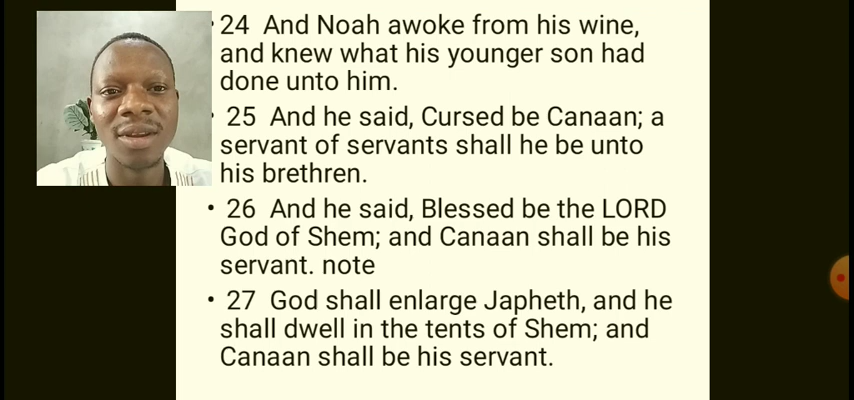 24 And Noah awoke from his wine,
and knew what his younger son had
done unto him.
• 25 And he said, Cursed be Canaan; a
servant of servants shall he be unto
his brethren.
• 26 And he said, Blessed be the LORD
God of Shem; and Canaan shall be his
servant. note
• 27 God shall enlarge Japheth, and he
shall dwell in the tents of Shem; and
Canaan shall be his servant.